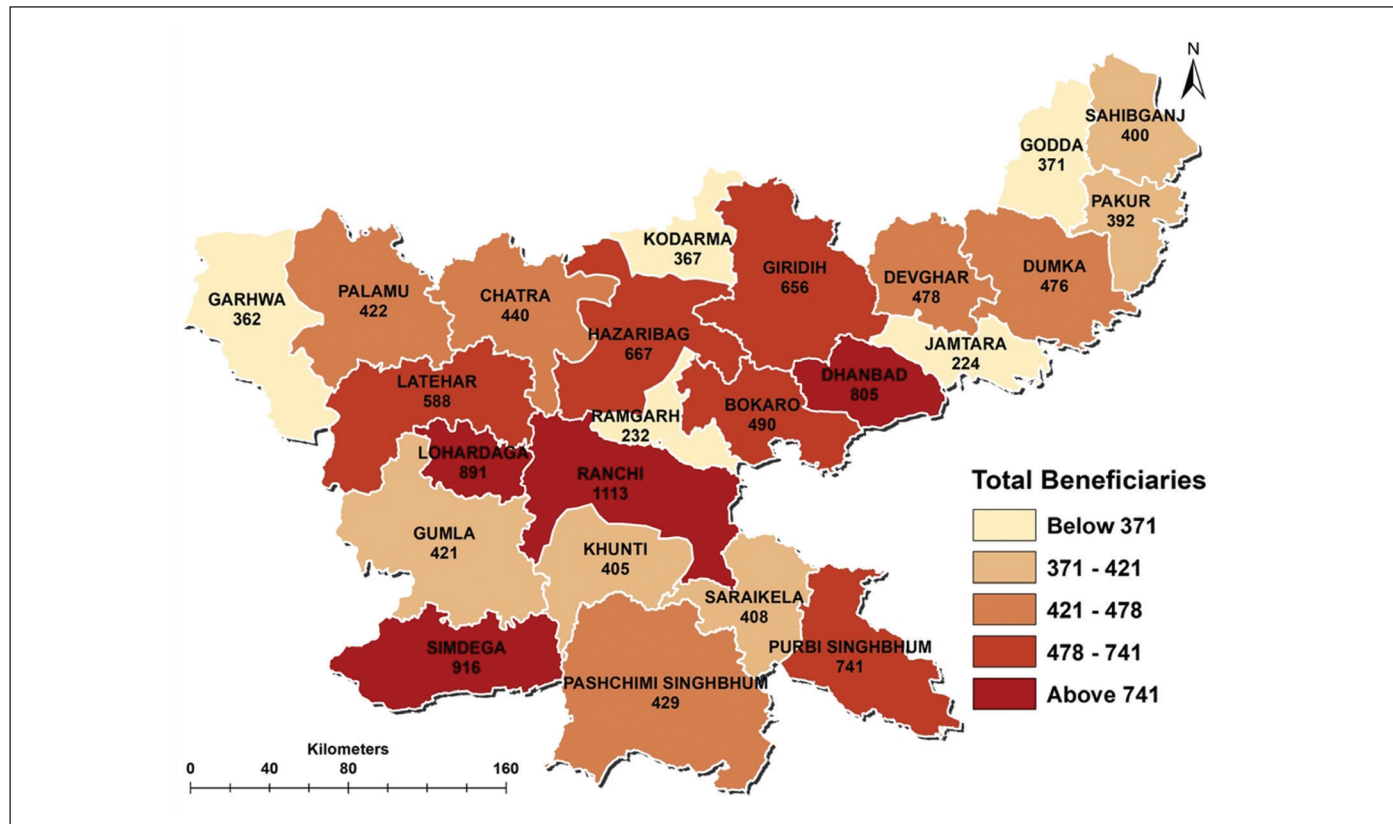 N
SAHIBGANJ
400
GODDA
371
PAKUR
392
KODARMA
367
GIRIDIH
656
DEVGHAR
478
DUMKA
476
GARHWA
362
PALAMU
422
CHATRA
440
HAZARIBAG
667
JAMTARA
224
LATEHAR
588
DHANBAD
805
RAMGARH
232
BOKARO
490
LOHARDAGA
891
RANCHI
1113
GUMLA
421
KHUNTI
405
SARAIKELA
408
SIMDEGA
916
PURBI SINGHBHUM
741
PASHCHIMI SINGHBHUM
429
Total Beneficiaries
Below 371
371 - 421
421 - 478
478 - 741
Above 741
Kilometers
0 40 80 160